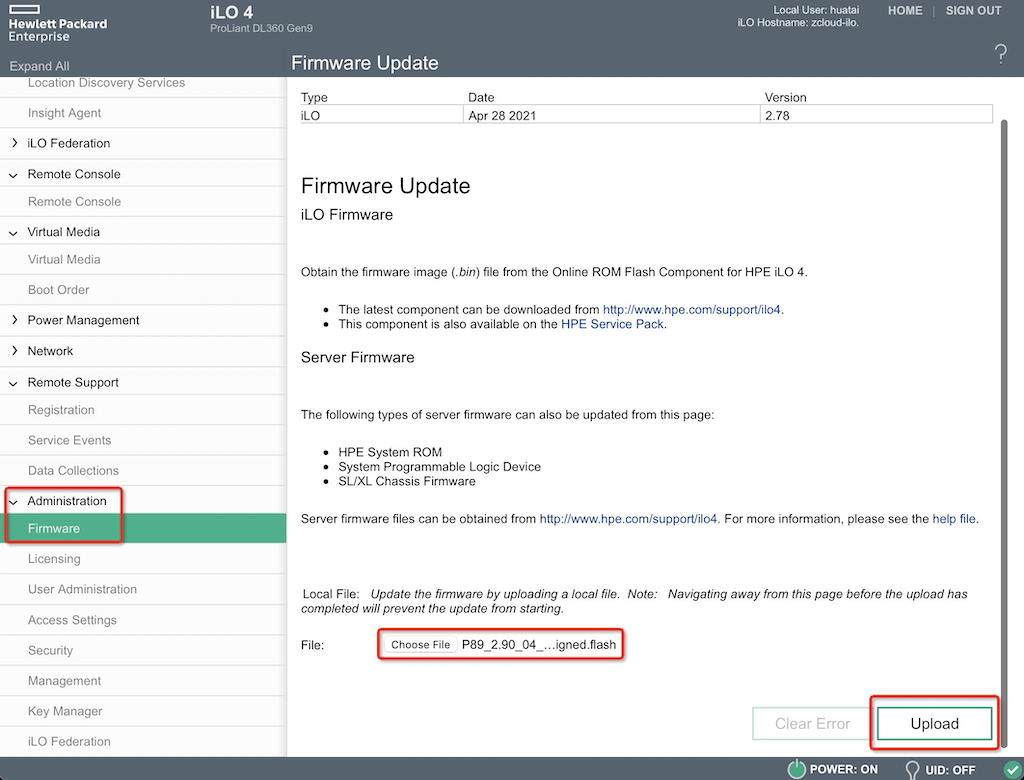 Hewlett Packard
Enterprise
iLO 4
ProLiant DL360 Gen9
Local User: huatai
iLO Hostname: zcloud-ilo.
HOME
SIGN OUT
Expand All
Firmware Update
?
Location Discovery Services
Insight Agent
iLO Federation
Remote Console
Remote Console
Virtual Media
Virtual Media
Boot Order
Power Management
Network
Remote Support
Registration
Service Events
Data Collections
Administration
Firmware
Licensing
User Administration
Access Settings
Security
Management
Key Manager
iLO Federation
Type Date Version
iLO Apr 28 2021 2.78
Firmware Update
iLO Firmware
Obtain the firmware image (.bin) file from the Online ROM Flash Component for HPE iLO 4.
The latest component can be downloaded from http://www.hpe.com/support/ilo4.
This component is also available on the HPE Service Pack.
Server Firmware
The following types of server firmware can also be updated from this page:
HPE System ROM
System Programmable Logic Device
SL/XL Chassis Firmware
Server firmware files can be obtained from http://www.hpe.com/support/ilo4. For more information, please see the help file.
Local File: Update the firmware by uploading a local file. Note: Navigating away from this page before the upload has
completed will prevent the update from starting.
File: Choose File P89_2.90_04_...igned.flash
Clear Error
Upload
POWER: ON
UID: OFF